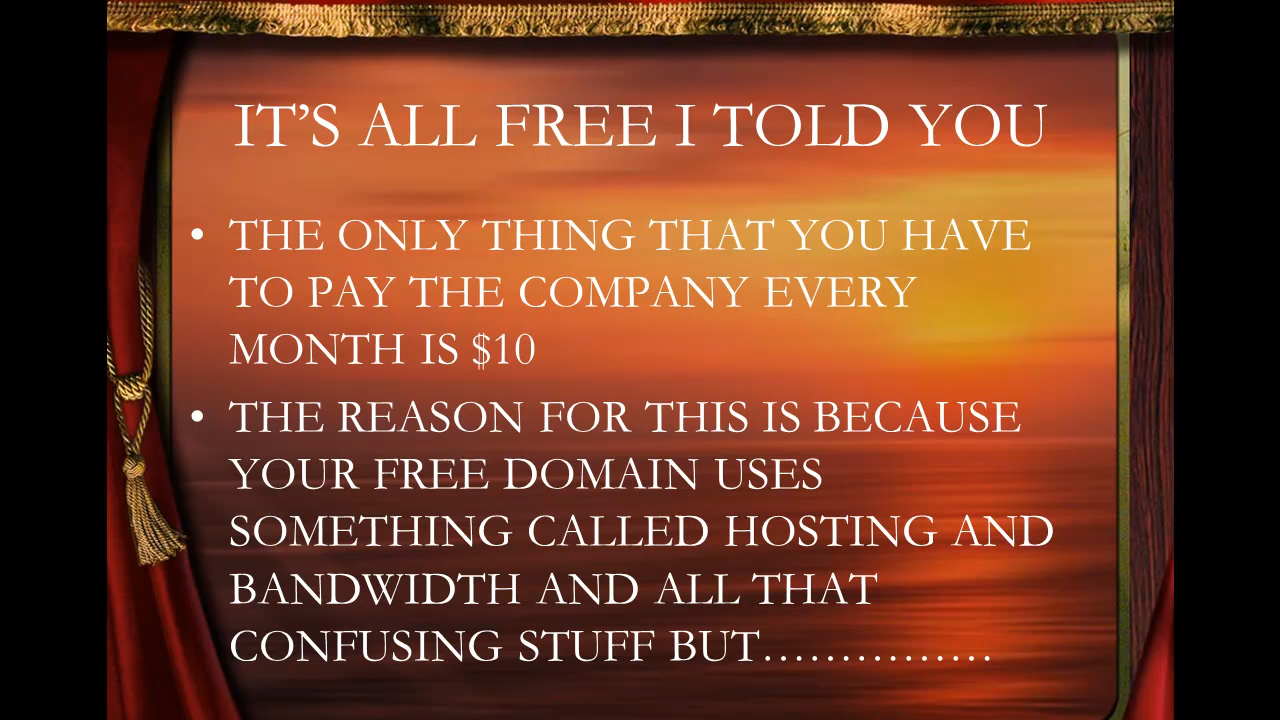 IT’S ALL FREE I TOLD YOU
• THE ONLY THING THAT YOU HAVE
TO PAY THE COMPANY EVERY
MONTH IS $10
• THE REASON FOR THIS IS BECAUSE
YOUR FREE DOMAIN USES
SOMETHING CALLED HOSTING AND
BANDWIDTH AND ALL THAT
CONFUSING STUFF BUT……………